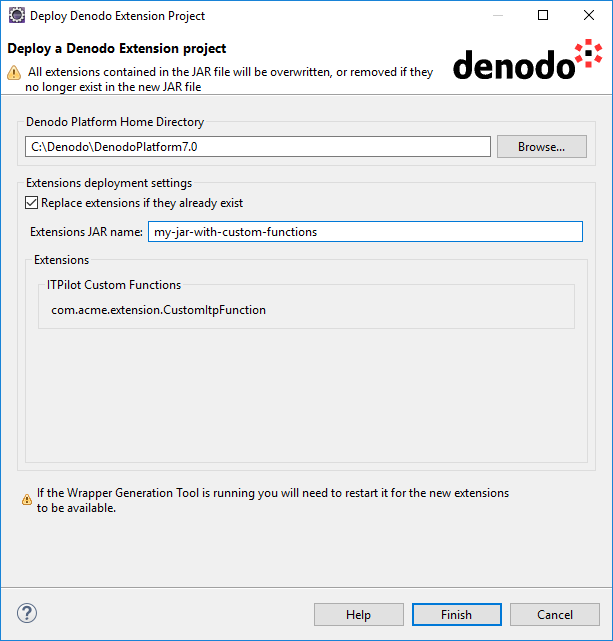 Deploy Denodo Extension Project
Deploy a Denodo Extension project
All extensions contained in the JAR file will be overwritten, or removed if they
no longer exist in the new JAR file
denodo
Denodo Platform Home Directory
C:\Denodo\DenodoPlatform7.0
Browse...
Extensions deployment settings
Replace extensions if they already exist
Extensions JAR name:
my-jar-with-custom-functions
Extensions
ITPilot Custom Functions
com.acme.extension.CustomItpFunction
If the Wrapper Generation Tool is running you will need to restart it for the new extensions
to be available.
?
Help
Finish
Cancel